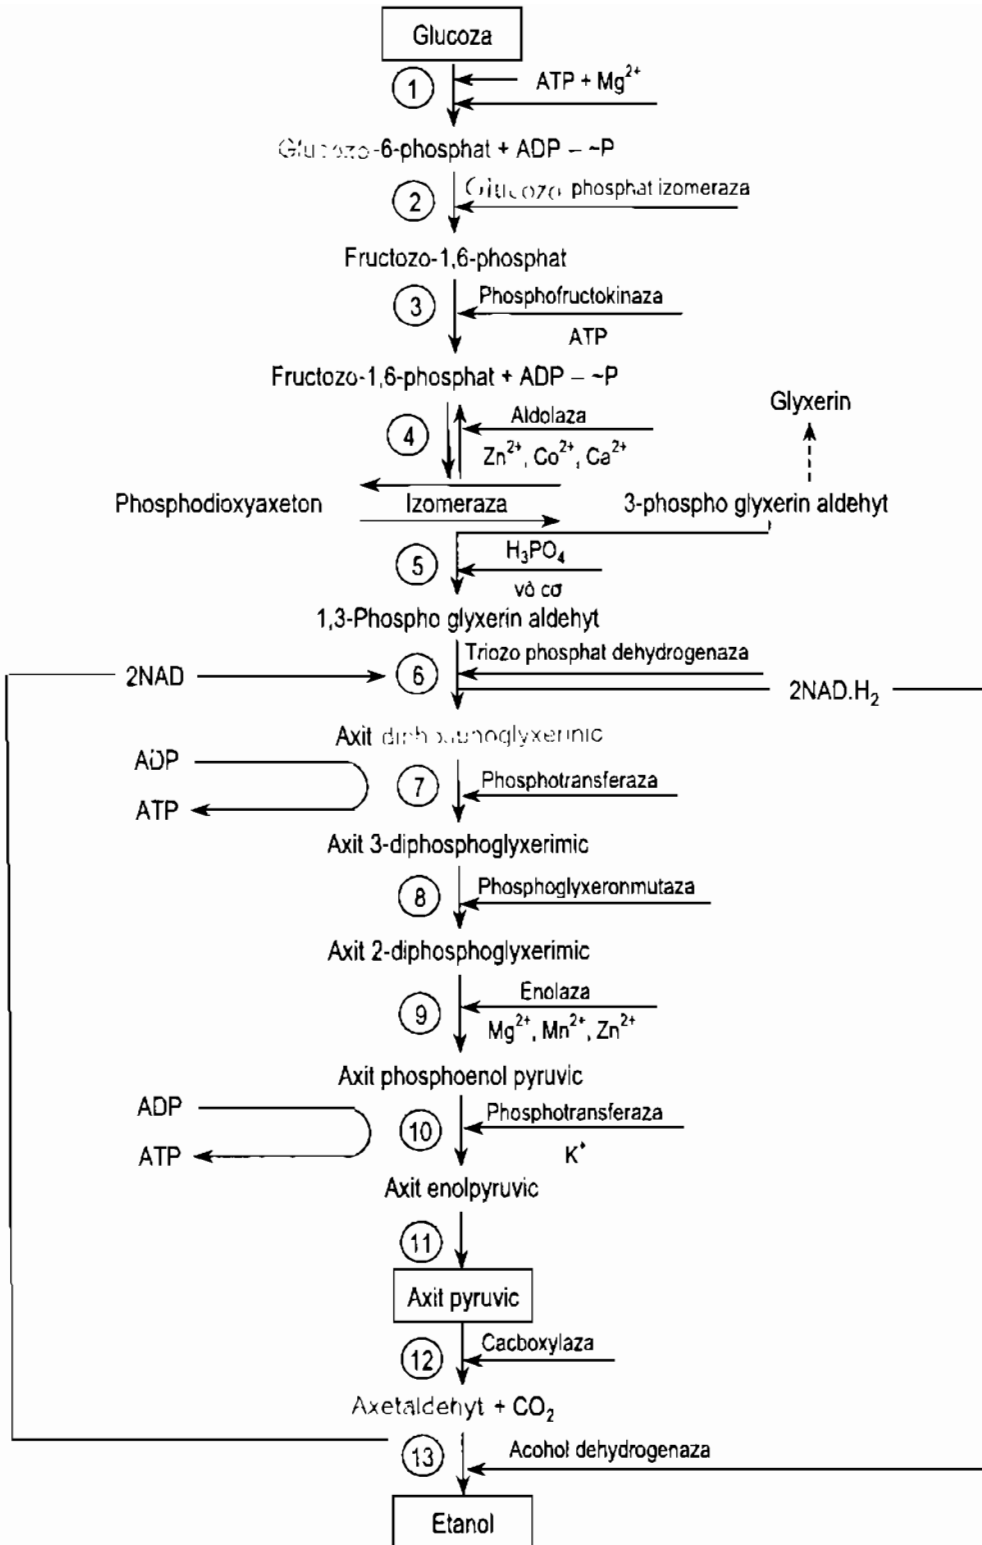 Glucoza
1
ATP + Mg²⁺
Glucozo-6-phosphat + ADP – ~P
2
Glucozo phosphat izomeraza
Fructozo-1,6-phosphat
3
Phosphofructokinaza
ATP
Fructozo-1,6-phosphat + ADP – ~P
Glyxerin
4
Aldolaza
Zn²⁺, Co²⁺, Ca²⁺
Phosphodioxyaxeton
Izomeraza
3-phospho glyxerin aldehyt
5
H₃PO₄
vô cơ
1,3-Phospho glyxerin aldehyt
2NAD
6
Triozo phosphat dehydrogenaza
2NAD.H₂
Axit diphosphoglyxerinic
ADP
ATP
7
Phosphotransferaza
Axit 3-diphosphoglyxerimic
8
Phosphoglyxeronmutaza
Axit 2-diphosphoglyxerimic
9
Enolaza
Mg²⁺, Mn²⁺, Zn²⁺
Axit phosphoenol pyruvic
ADP
ATP
10
Phosphotransferaza
K⁺
Axit enolpyruvic
11
Axit pyruvic
12
Cacboxylaza
Axetaldehyt + CO₂
13
Acohol dehydrogenaza
Etanol